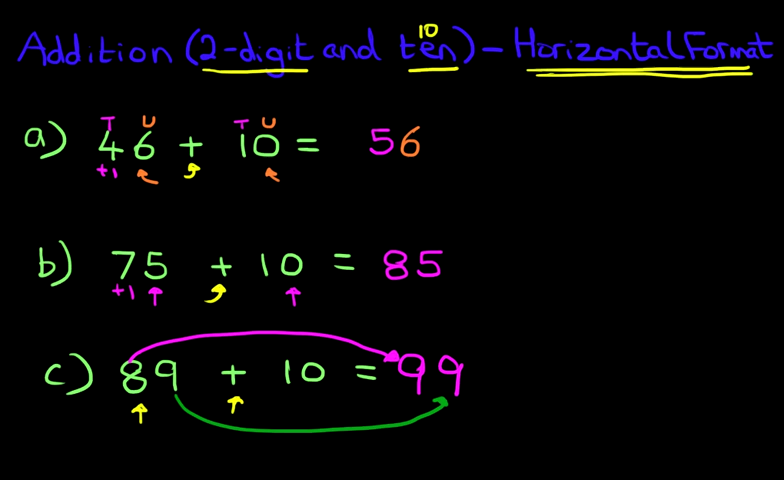 10
Addition (2-digit and ten) - Horizontal Format
T U T U
a) 46 + 10 = 56
+1
b) 75 + 10 = 85
+1
c) 89 + 10 = 99